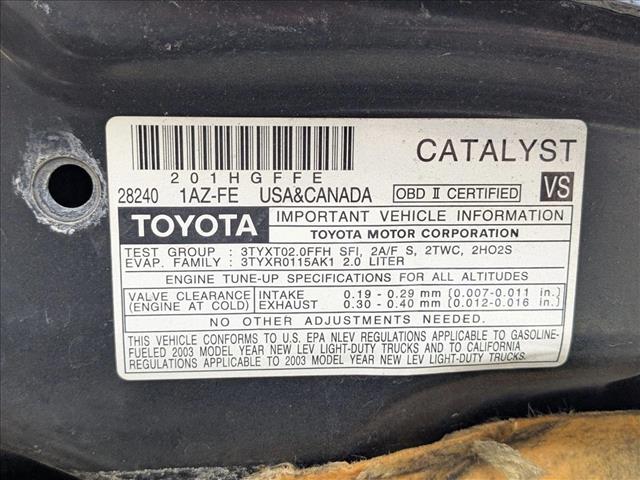 CATALYST
201HGFFE
28240 1AZ-FE USA&CANADA OBD II CERTIFIED VS
TOYOTA IMPORTANT VEHICLE INFORMATION
TOYOTA MOTOR CORPORATION
TEST GROUP : 3TYXT02.0FFH SFI, 2A/F S, 2TWC, 2HO2S
EVAP. FAMILY : 3TYXR0115AK1 2.0 LITER
ENGINE TUNE-UP SPECIFICATIONS FOR ALL ALTITUDES
VALVE CLEARANCE INTAKE 0.19 - 0.29 mm (0.007-0.011 in.)
(ENGINE AT COLD) EXHAUST 0.30 - 0.40 mm (0.012-0.016 in.)
NO OTHER ADJUSTMENTS NEEDED.
THIS VEHICLE CONFORMS TO U.S. EPA NLEV REGULATIONS APPLICABLE TO GASOLINE-
FUELED 2003 MODEL YEAR NEW LEV LIGHT-DUTY TRUCKS AND TO CALIFORNIA
REGULATIONS APPLICABLE TO 2003 MODEL YEAR NEW LEV LIGHT-DUTY TRUCKS.